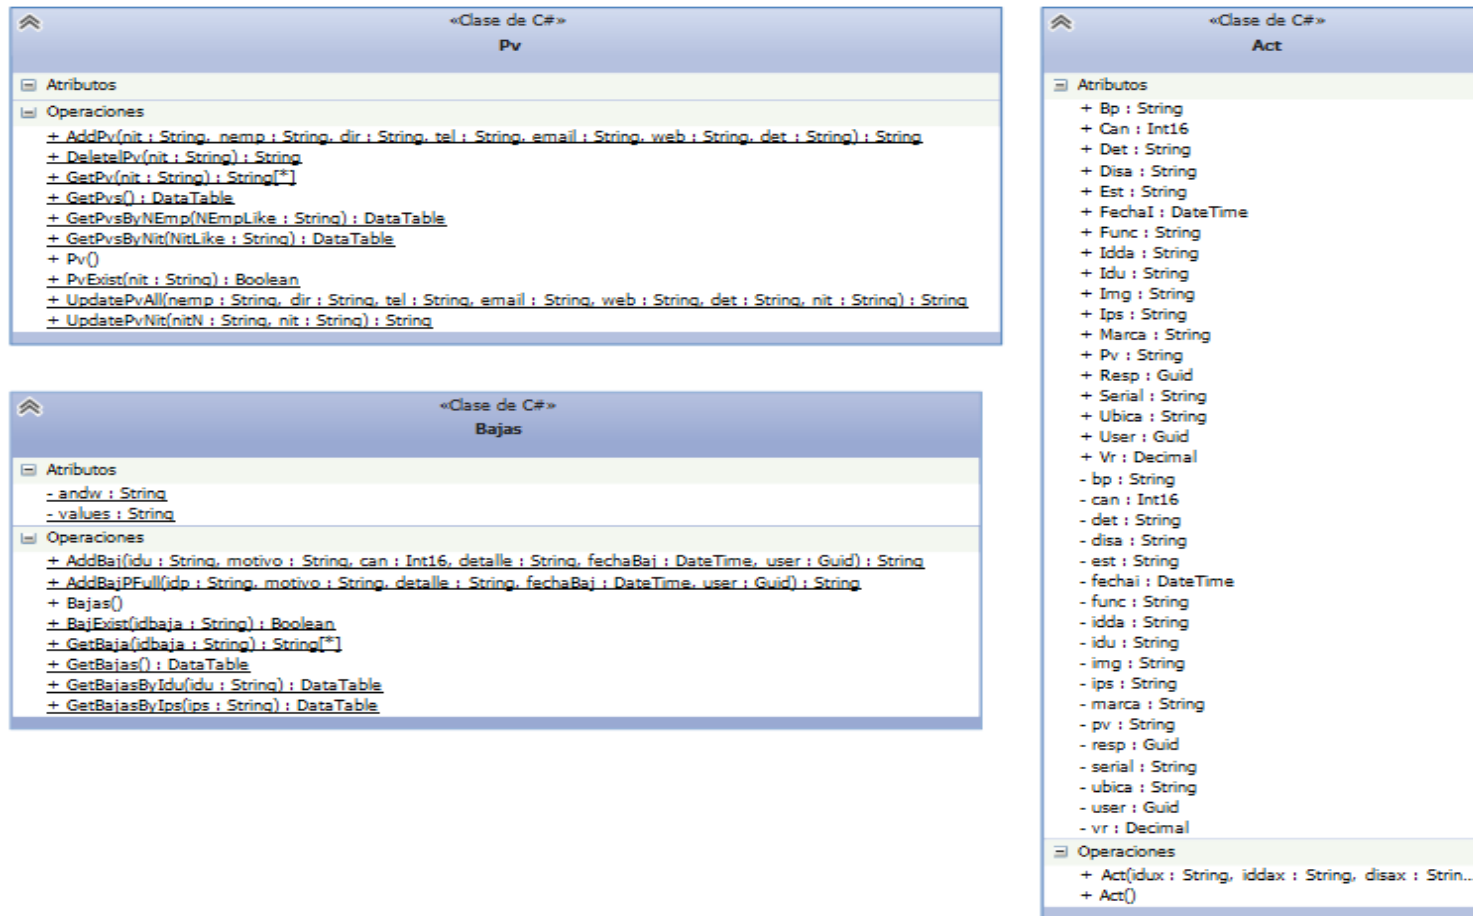 «Clase de C#»
Pv
Atributos
Operaciones
+ AddPv(nit : String, nemp : String, dir : String, tel : String, email : String, web : String, det : String) : String
+ DeletelPv(nit : String) : String
+ GetPv(nit : String) : String[*]
+ GetPvs() : DataTable
+ GetPvsByNEmp(NEmpLike : String) : DataTable
+ GetPvsByNit(NitLike : String) : DataTable
+ Pv()
+ PvExist(nit : String) : Boolean
+ UpdatePvAll(nemp : String, dir : String, tel : String, email : String, web : String, det : String, nit : String) : String
+ UpdatePvNit(nitN : String, nit : String) : String
«Clase de C#»
Bajas
Atributos
- andw : String
- values : String
Operaciones
+ AddBaj(idu : String, motivo : String, can : Int16, detalle : String, fechaBaj : DateTime, user : Guid) : String
+ AddBajPFull(idp : String, motivo : String, detalle : String, fechaBaj : DateTime, user : Guid) : String
+ Bajas()
+ BajExist(idbaja : String) : Boolean
+ GetBaja(idbaja : String) : String[*]
+ GetBajas() : DataTable
+ GetBajasByIdu(idu : String) : DataTable
+ GetBajasByIps(ips : String) : DataTable
«Clase de C#»
Act
Atributos
+ Bp : String
+ Can : Int16
+ Det : String
+ Disa : String
+ Est : String
+ FechaI : DateTime
+ Func : String
+ Idda : String
+ Idu : String
+ Img : String
+ Ips : String
+ Marca : String
+ Pv : String
+ Resp : Guid
+ Serial : String
+ Ubica : String
+ User : Guid
+ Vr : Decimal
- bp : String
- can : Int16
- det : String
- disa : String
- est : String
- fechai : DateTime
- func : String
- idda : String
- idu : String
- img : String
- ips : String
- marca : String
- pv : String
- resp : Guid
- serial : String
- ubica : String
- user : Guid
- vr : Decimal
Operaciones
+ Act(idux : String, iddax : String, disax : Strin...
+ Act()